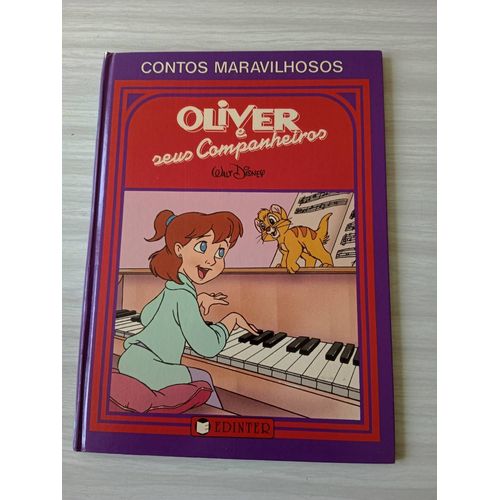 CONTOS MARAVILHOSOS
OLIVER
e
seus Companheiros
WALT DISNEY
EDINTER